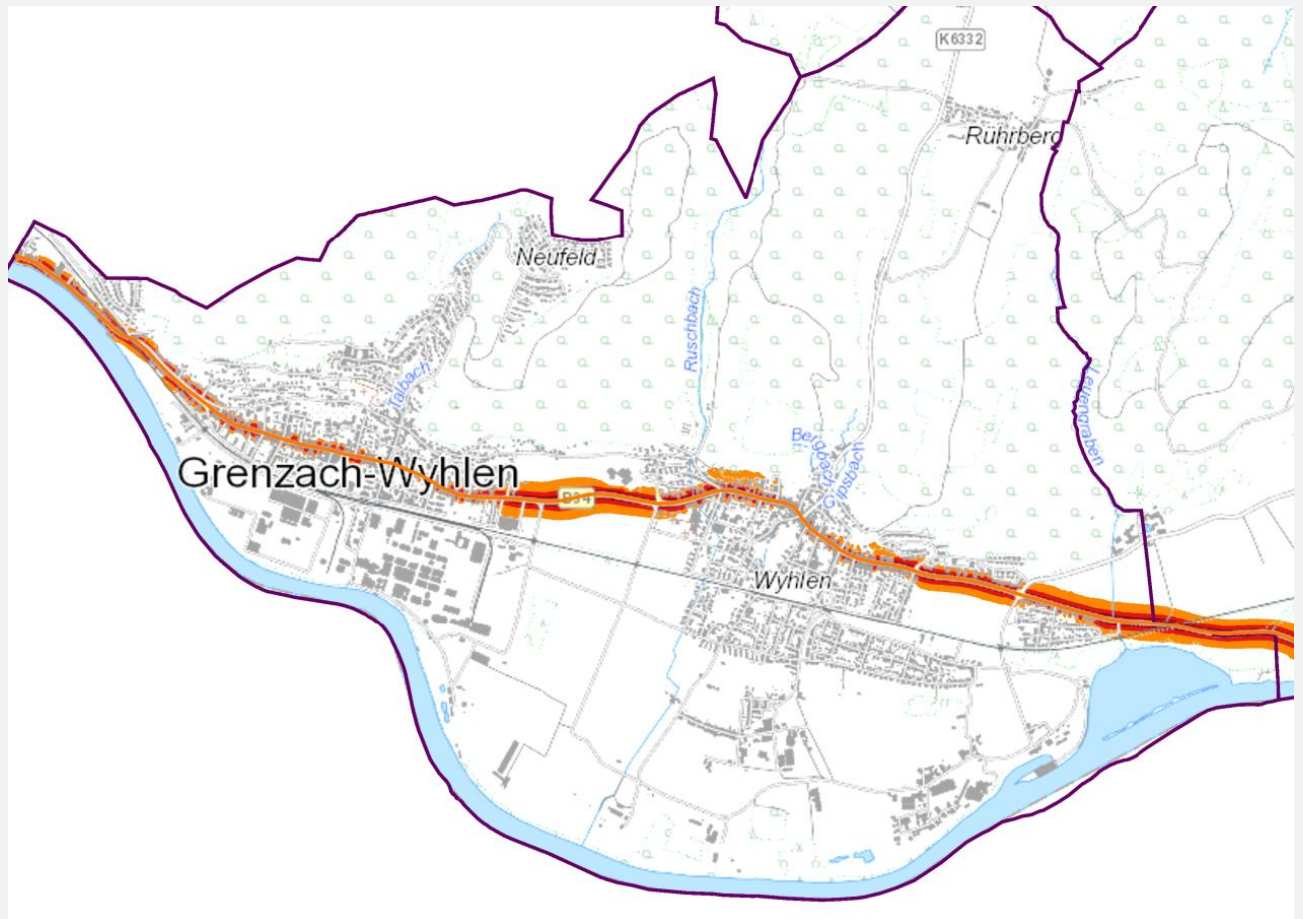 K6332
Ruhrberg
Neufeld
Ruschbach
Talbach
Leuengraben
Bergbach
Gipsbach
Grenzach-Wyhlen
B34
Wyhlen